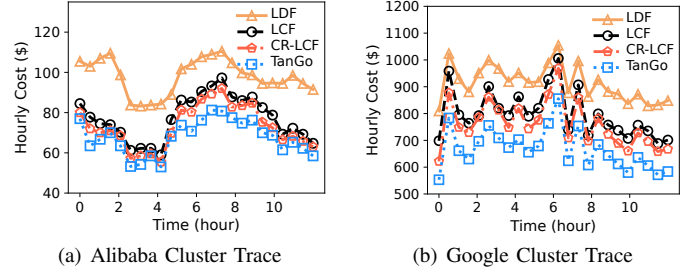 LDF
LCF
CR-LCF
TanGo
Hourly Cost ($)
120
100
80
60
40
0 2 4 6 8 10
Time (hour)
(a) Alibaba Cluster Trace
LDF
LCF
CR-LCF
TanGo
Hourly Cost ($)
1200
1100
1000
900
800
700
600
500
0 2 4 6 8 10
Time (hour)
(b) Google Cluster Trace